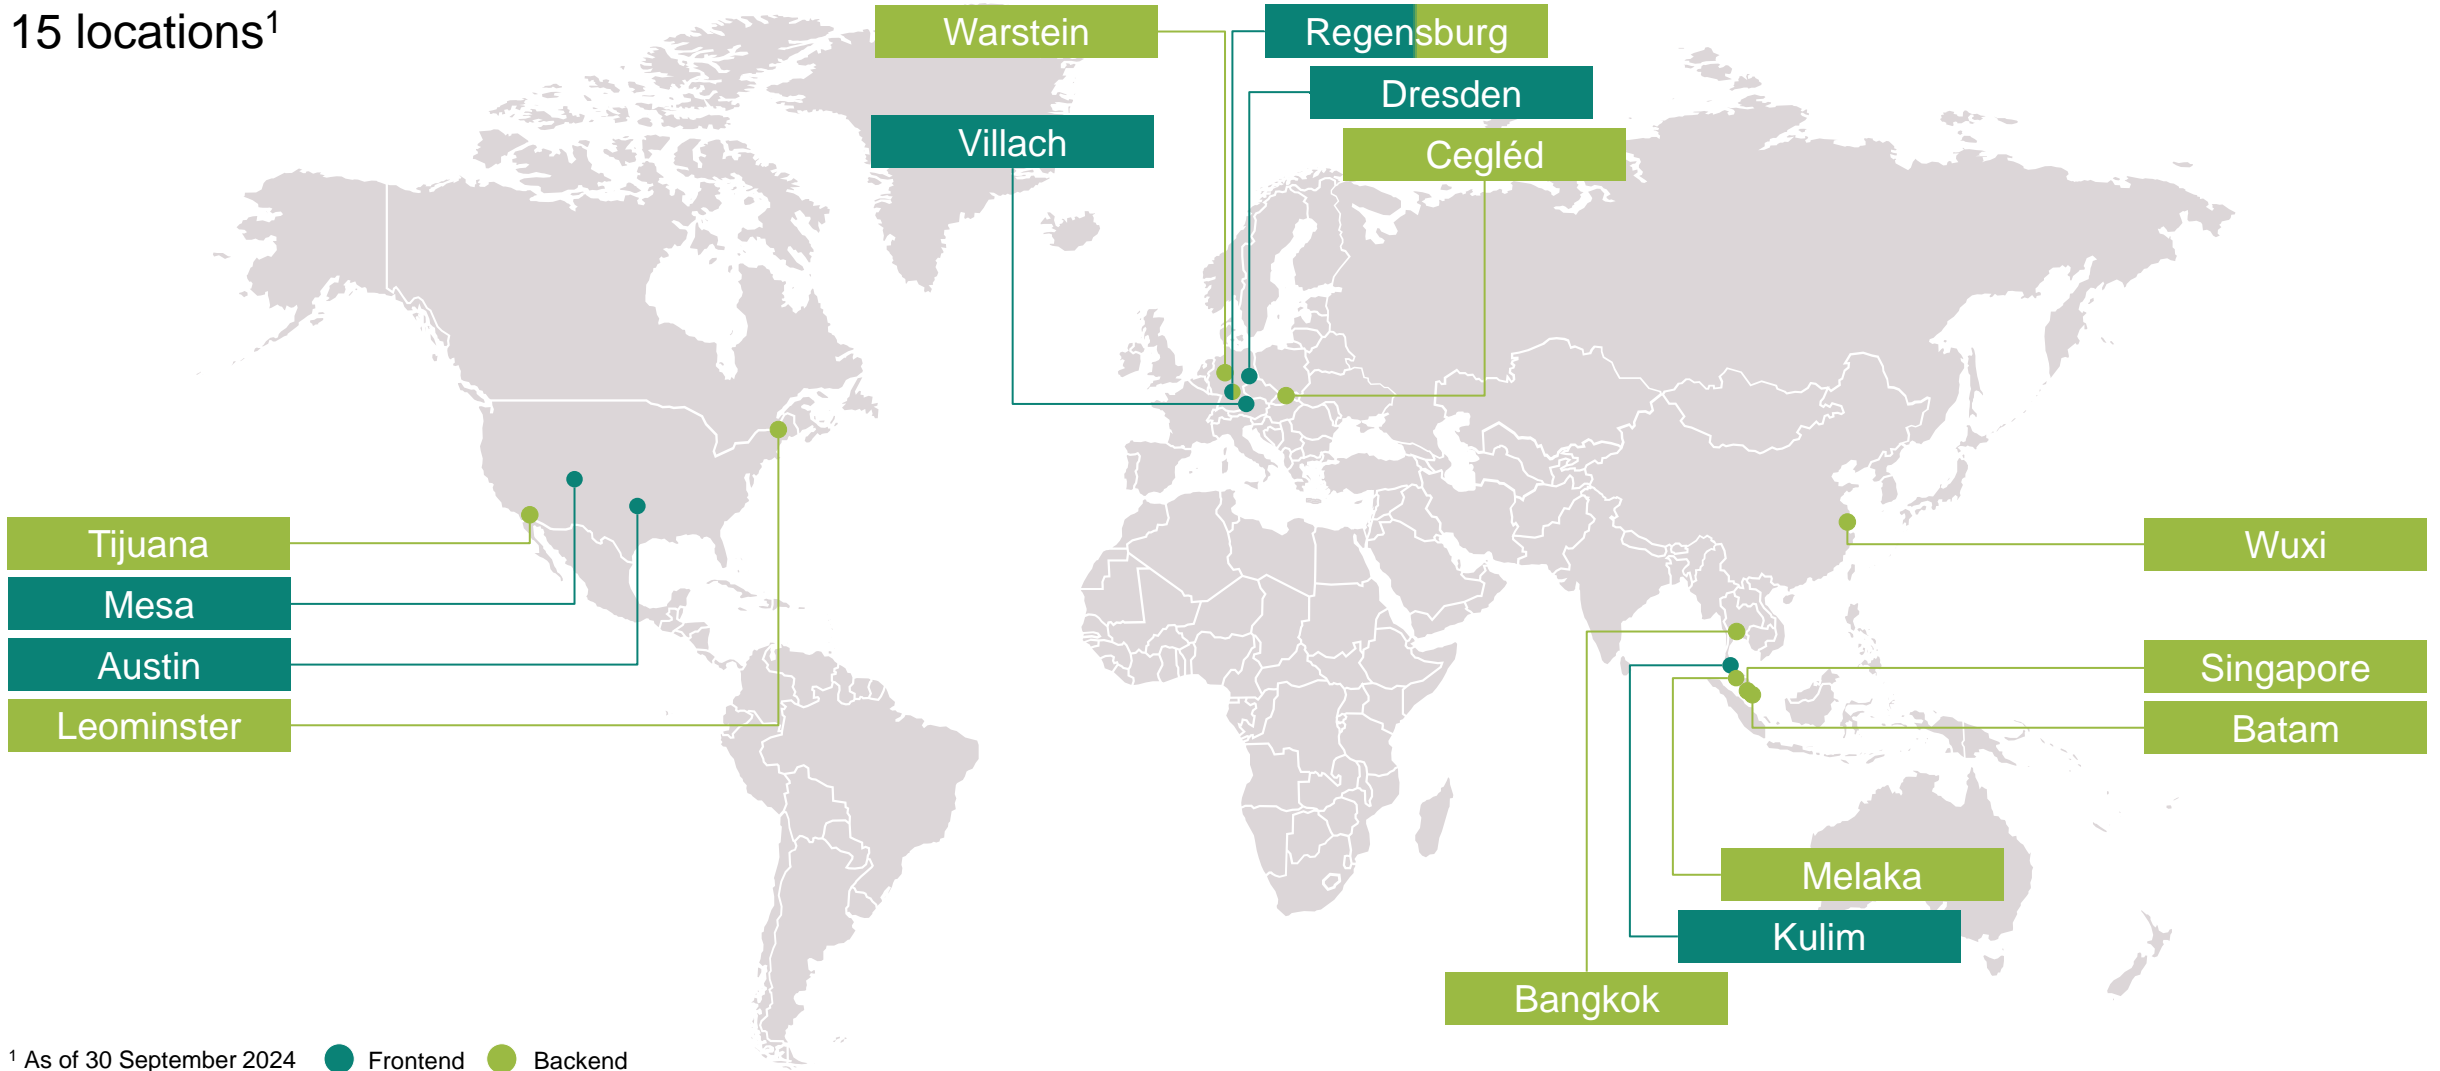 15 locations¹
Warstein
Regensburg
Dresden
Villach
Cegléd
Tijuana
Mesa
Austin
Leominster
Wuxi
Singapore
Batam
Melaka
Kulim
Bangkok
¹ As of 30 September 2024 Frontend Backend